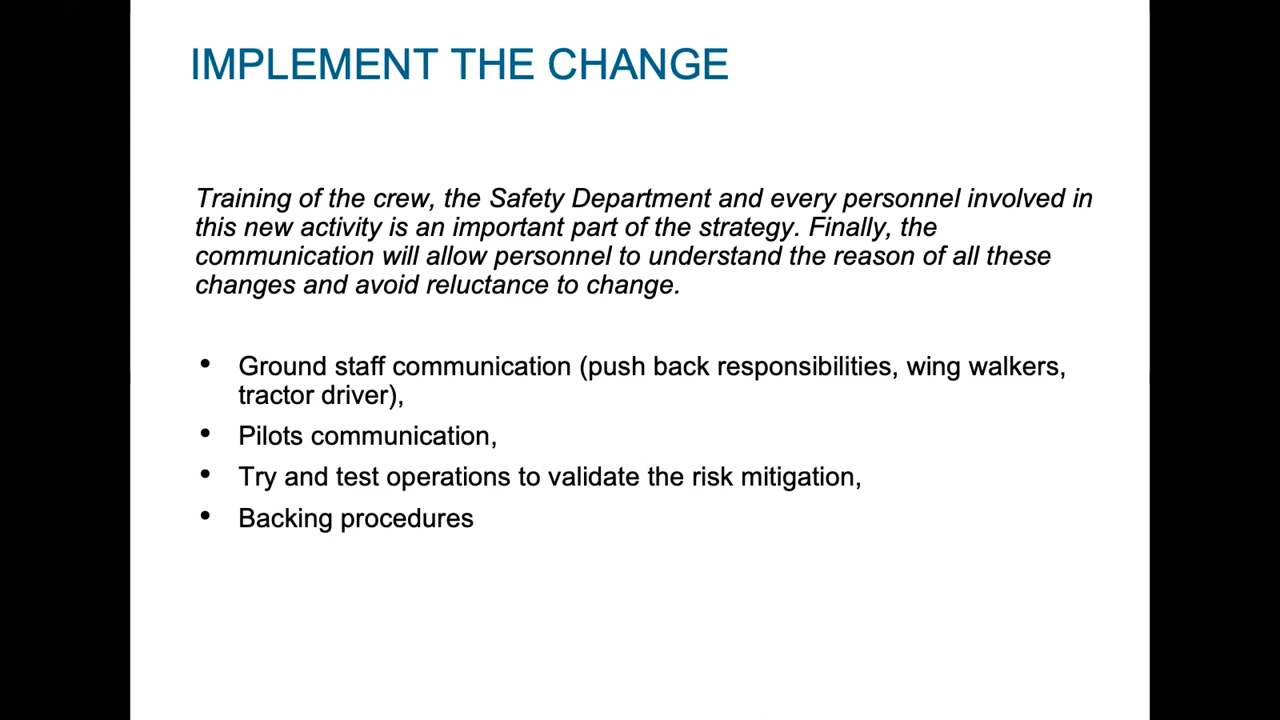 IMPLEMENT THE CHANGE
Training of the crew, the Safety Department and every personnel involved in
this new activity is an important part of the strategy. Finally, the
communication will allow personnel to understand the reason of all these
changes and avoid reluctance to change.
• Ground staff communication (push back responsibilities, wing walkers,
tractor driver),
• Pilots communication,
• Try and test operations to validate the risk mitigation,
• Backing procedures